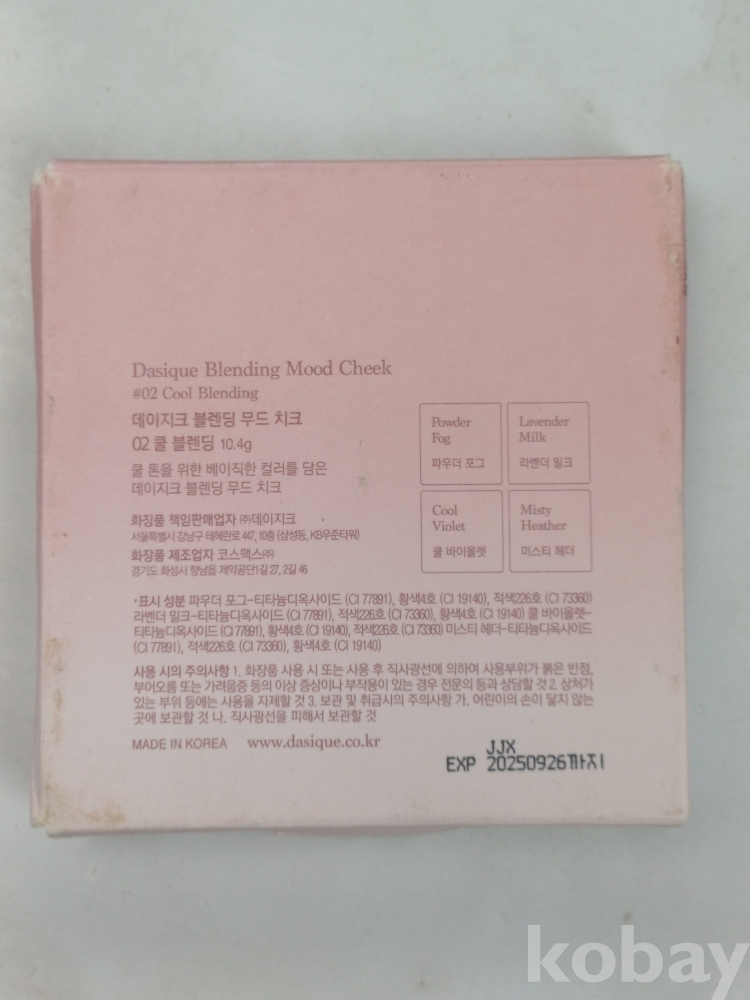 Dasique Blending Mood Cheek
#02 Cool Blending
데이지크 블렌딩 무드 치크
02 쿨 블렌딩 10.4g
쿨 톤을 위한 베이직한 컬러를 담은
데이지크 블렌딩 무드 치크
화장품 책임판매업자 ㈜데이지크
서울특별시 강남구 테헤란로 447, 10층 (삼성동, KB우준타워)
화장품 제조업자 코스맥스㈜
경기도 화성시 향남읍 제약공단1길 27, 2길 46
Powder
Fog
파우더 포그
Lavender
Milk
라벤더 밀크
Cool
Violet
쿨 바이올렛
Misty
Heather
미스티 헤더
*표시 성분 파우더 포그-티타늄디옥사이드 (CI 77891), 황색4호 (CI 19140), 적색226호 (CI 73360)
라벤더 밀크-티타늄디옥사이드 (CI 77891), 적색226호 (CI 73360), 황색4호 (CI 19140) 쿨 바이올렛-
티타늄디옥사이드 (CI 77891), 황색4호 (CI 19140), 적색226호 (CI 73360) 미스티 헤더-티타늄디옥사이드
(CI 77891), 적색226호 (CI 73360), 황색4호 (CI 19140)
사용 시의 주의사항 1. 화장품 사용 시 또는 사용 후 직사광선에 의하여 사용부위가 붉은 반점,
부어오름 또는 가려움증 등의 이상 증상이나 부작용이 있는 경우 전문의 등과 상담할 것 2. 상처가
있는 부위 등에는 사용을 자제할 것 3. 보관 및 취급시의 주의사항 가. 어린이의 손이 닿지 않는
곳에 보관할 것 나. 직사광선을 피해서 보관할 것
MADE IN KOREA www.dasique.co.kr
JJX
EXP 20250926까지
kobay